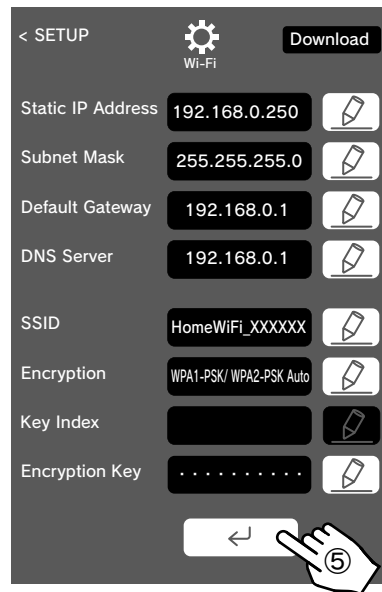 < SETUP
Download
Wi-Fi
Static IP Address 192.168.0.250
Subnet Mask 255.255.255.0
Default Gateway 192.168.0.1
DNS Server 192.168.0.1
SSID HomeWiFi_XXXXXX
Encryption WPA1-PSK/ WPA2-PSK Auto
Key Index
Encryption Key ··········
⑤